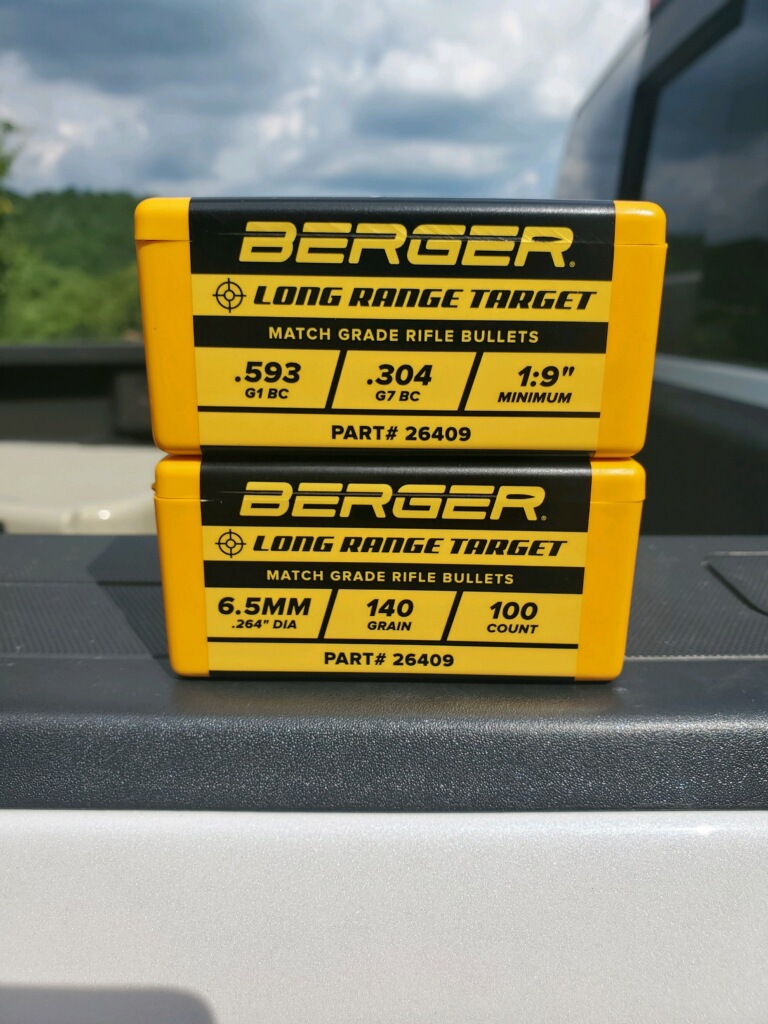 BERGER.
LONG RANGE TARGET
MATCH GRADE RIFLE BULLETS
.593 .304 1:9"
G1 BC G7 BC MINIMUM
PART# 26409
BERGER.
LONG RANGE TARGET
MATCH GRADE RIFLE BULLETS
6.5MM 140 100
.264" DIA GRAIN COUNT
PART# 26409